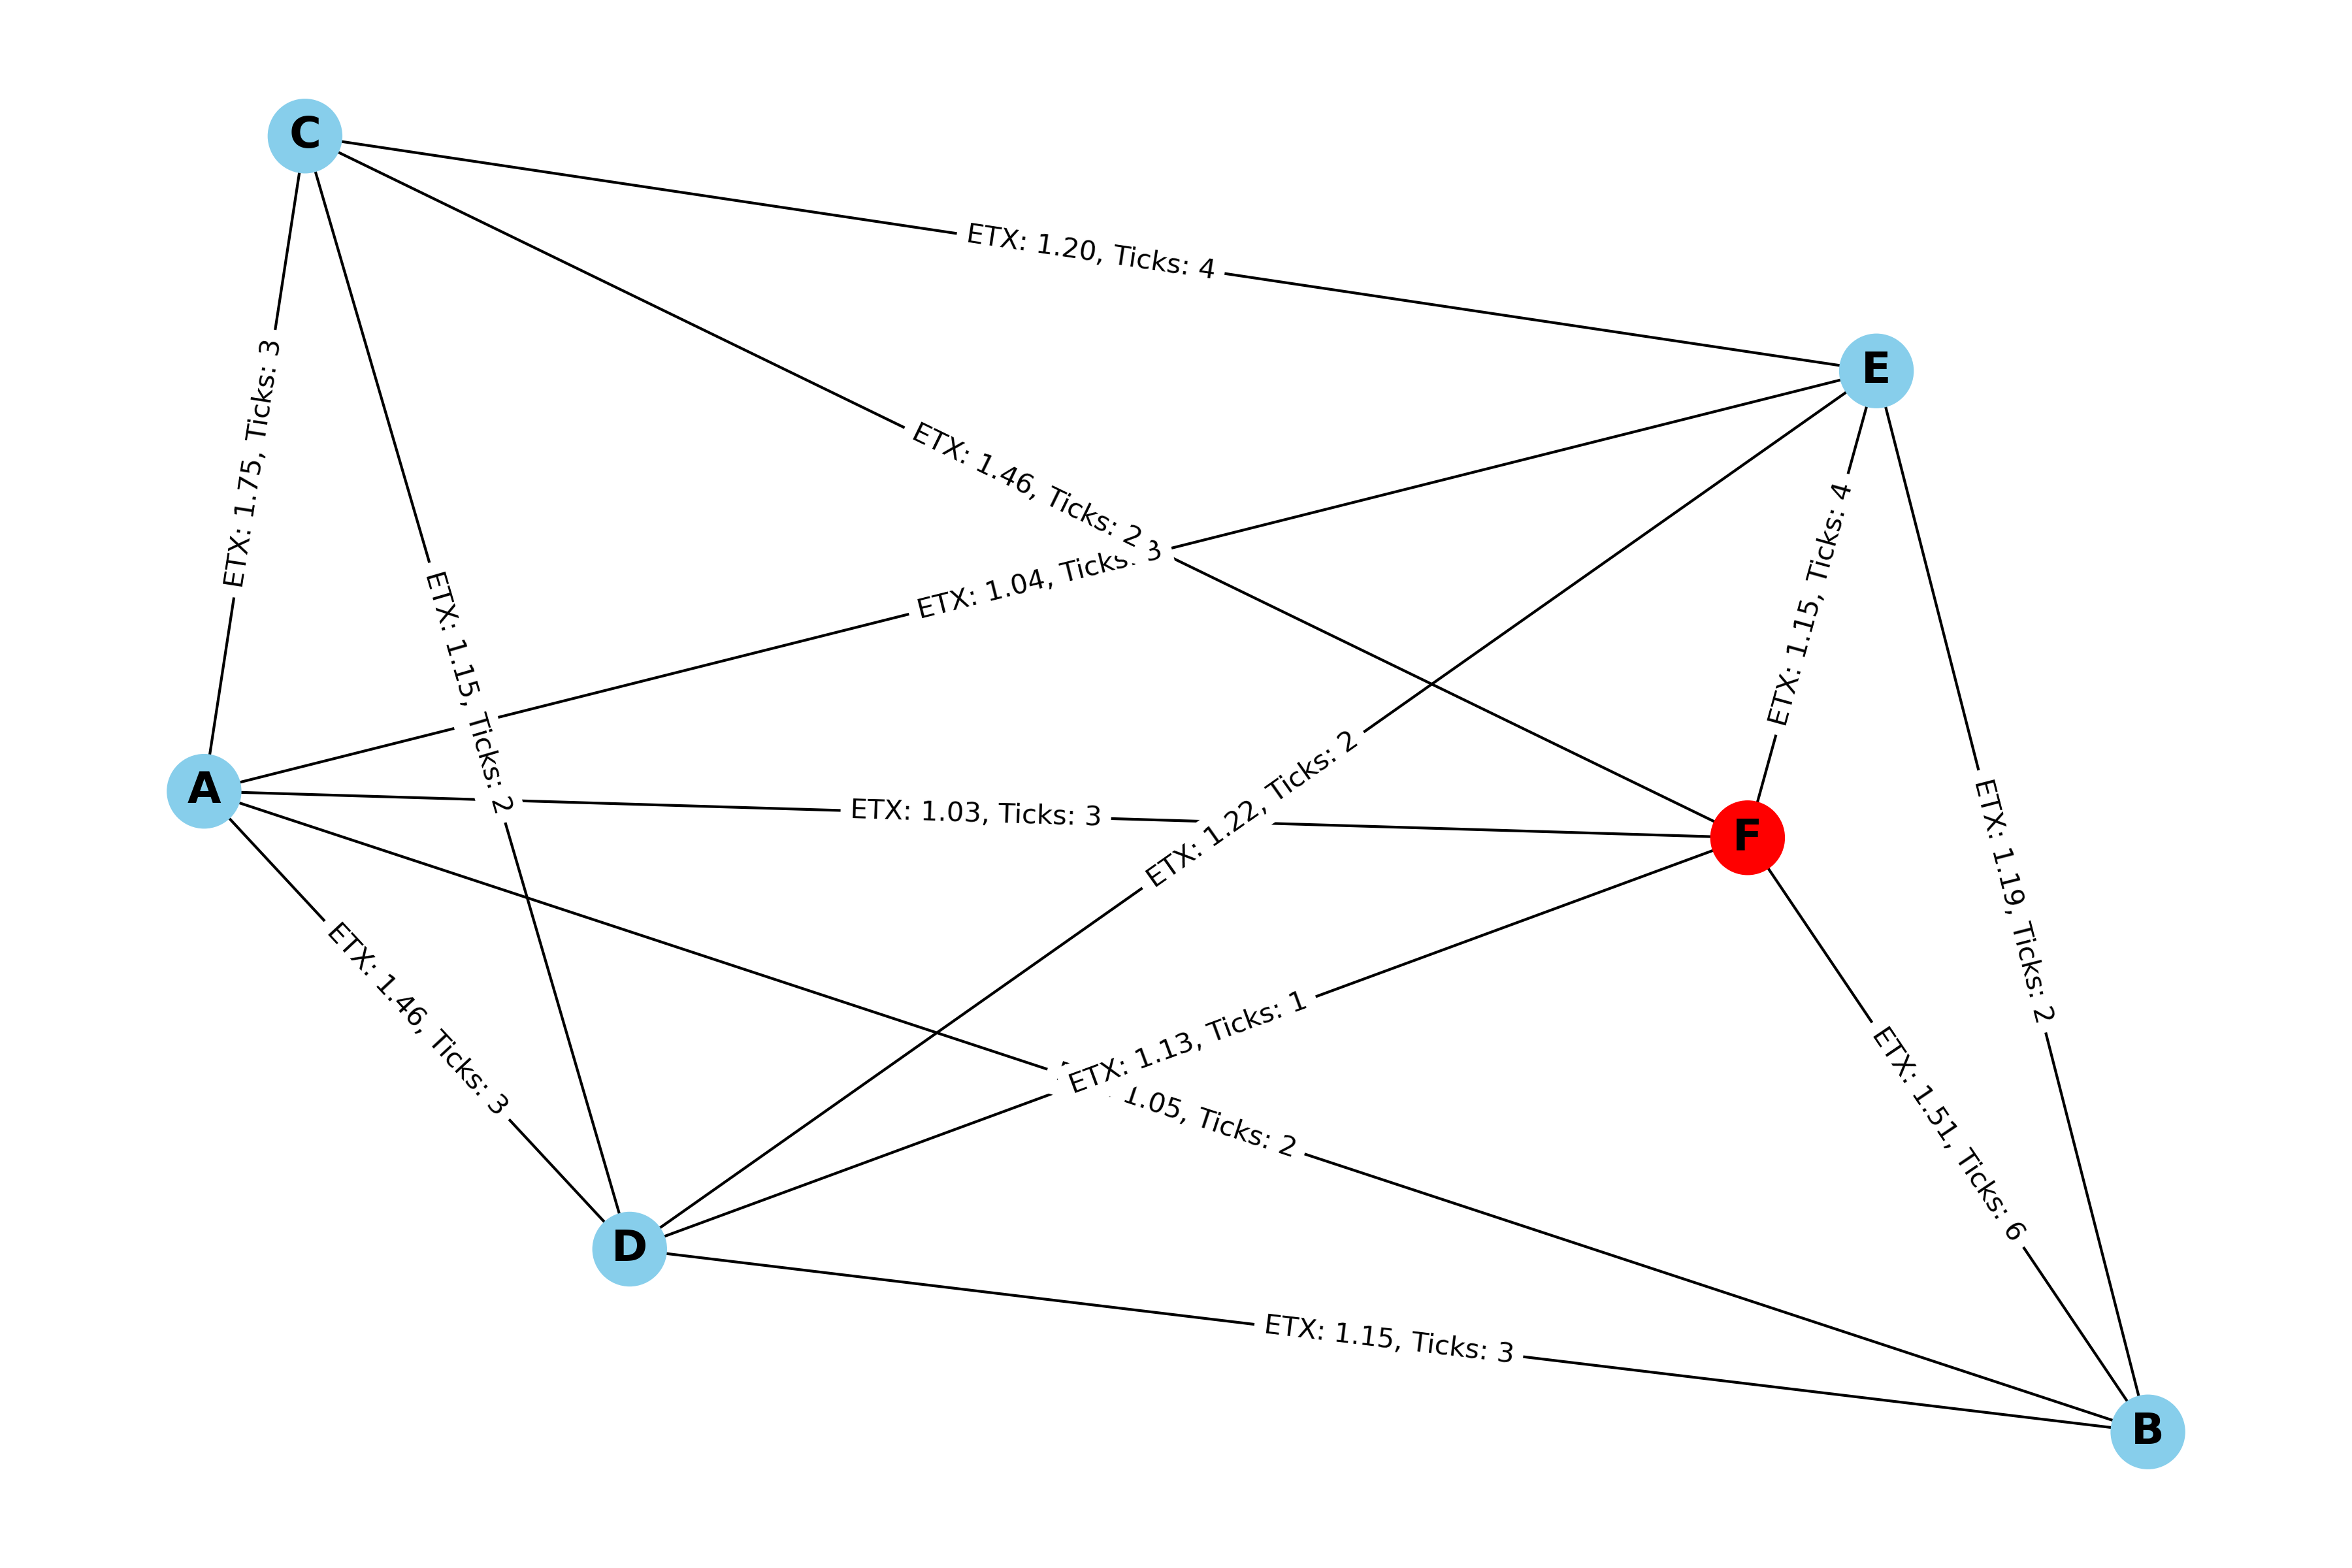 C
ETX: 1.20, Ticks: 4
E
ETX: 1.75, Ticks: 3
ETX: 1.46, Ticks: 2
ETX: 1.15, Ticks: 4
ETX: 1.04, Ticks: 3
ETX: 1.15, Ticks: 2
A
ETX: 1.03, Ticks: 3
ETX: 1.22, Ticks: 2
F
ETX: 1.19, Ticks: 2
ETX: 1.46, Ticks: 3
ETX: 1.13, Ticks: 1
1.05, Ticks: 2
ETX: 1.51, Ticks: 6
D
ETX: 1.15, Ticks: 3
B